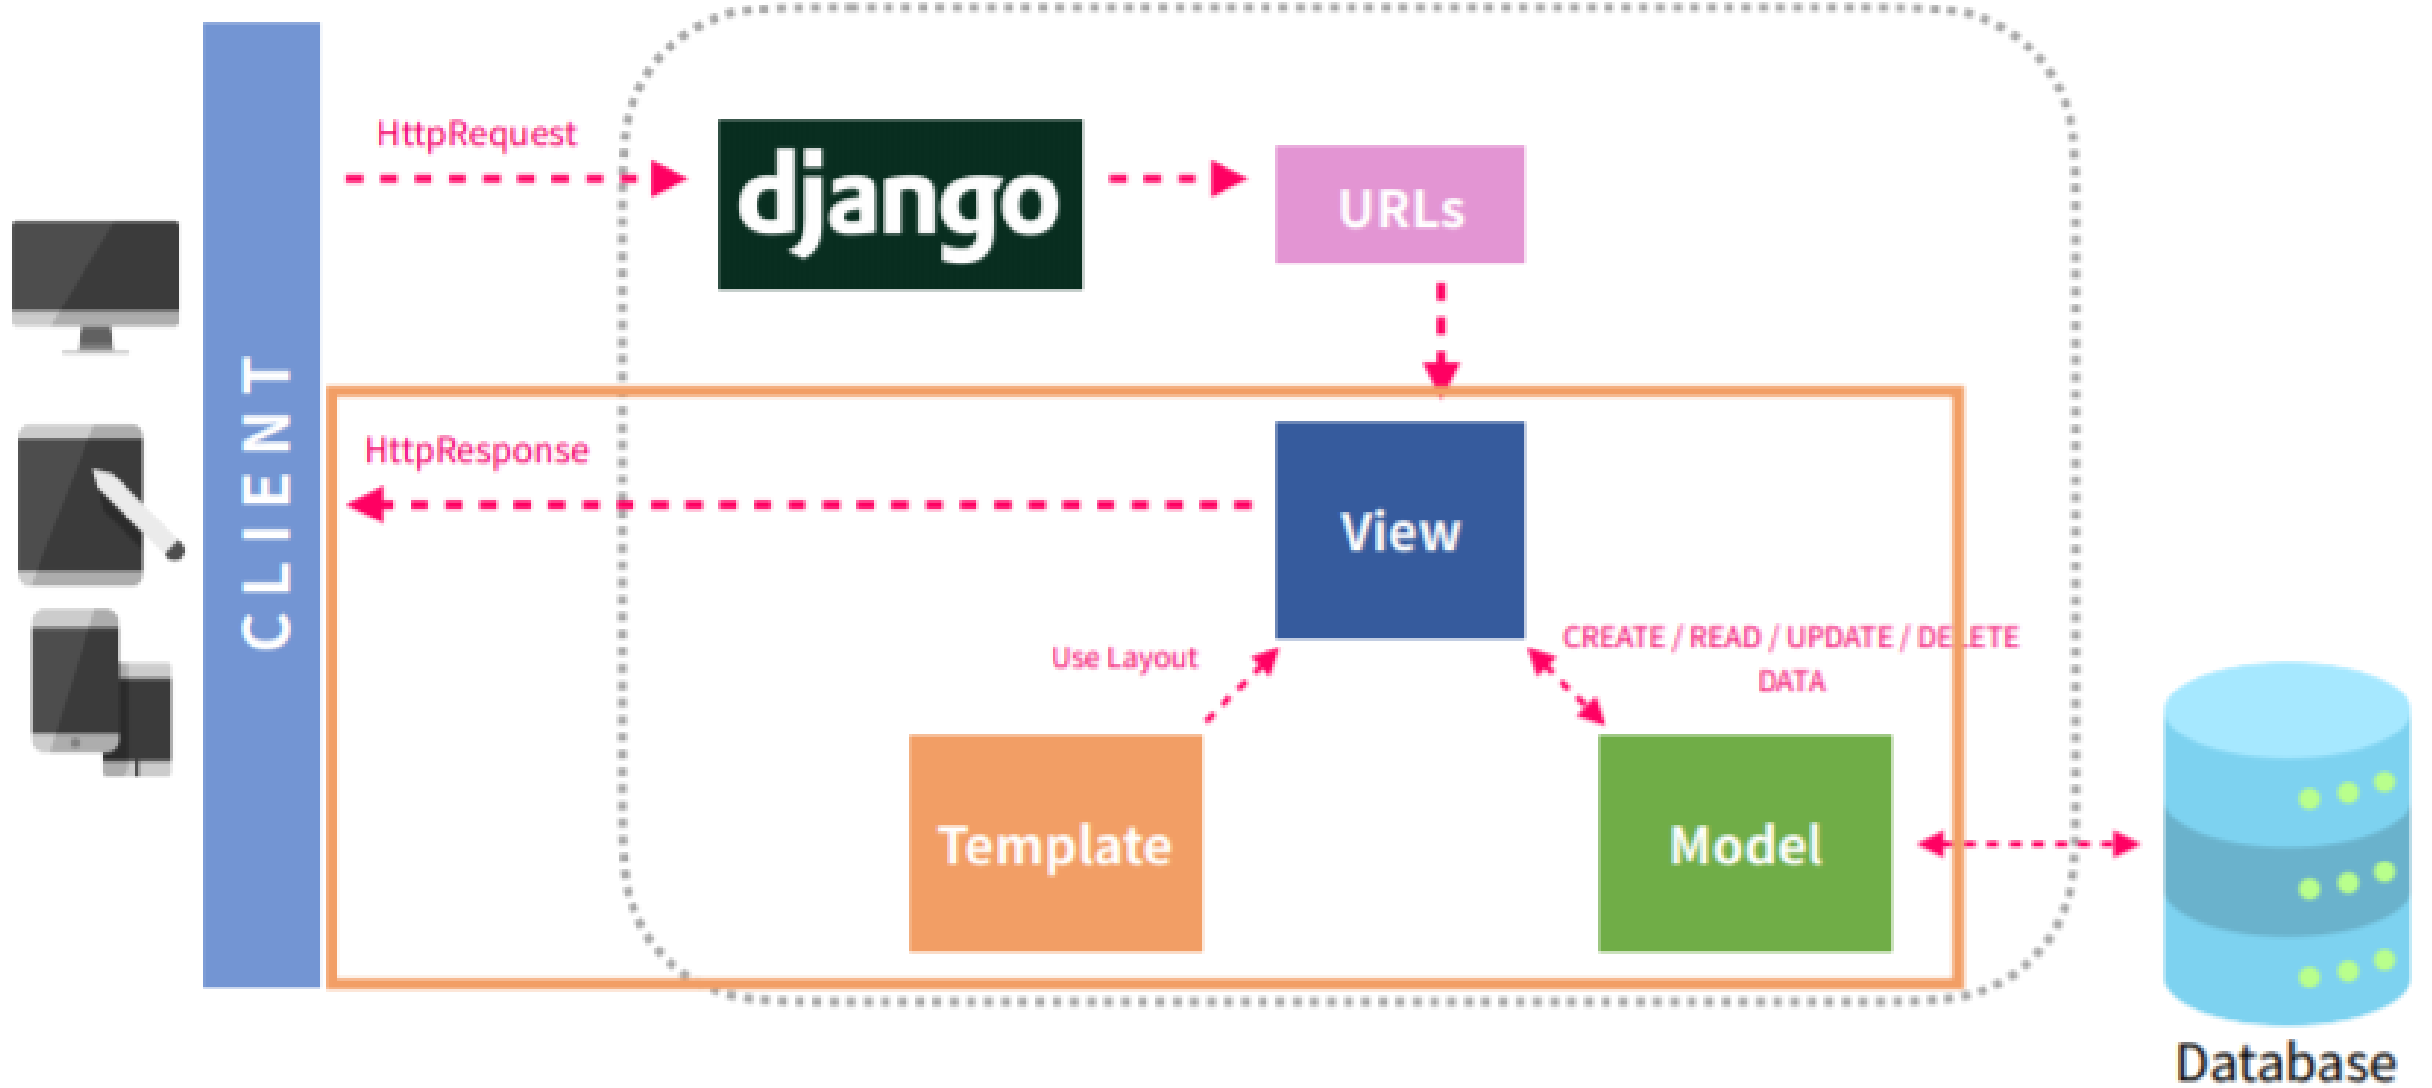 HttpRequest
django
URLs
CLIENT
HttpResponse
View
Use Layout
CREATE / READ / UPDATE / DELETE
DATA
Template
Model
Database